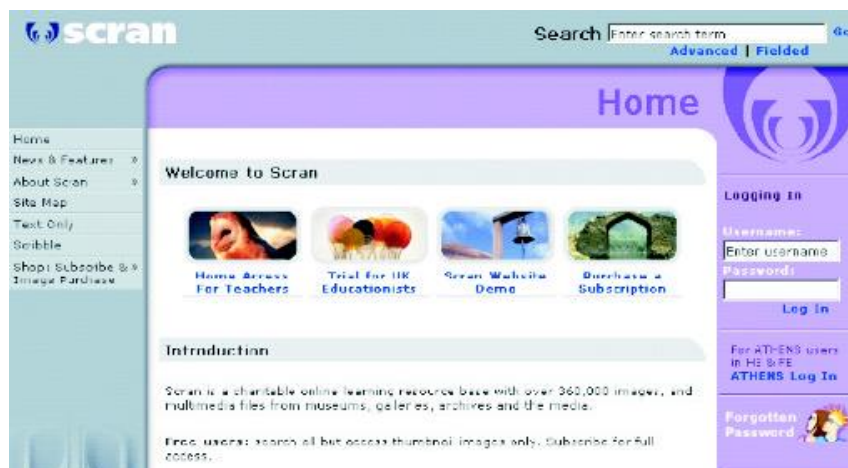 scran
Search Enter search term Go
Advanced | Fielded
Home
Home
News & Features »
About Scran »
Site Map
Text Only
Scribble
Shop: Subscribe & »
Image Purchase
Welcome to Scran
Home Access
For Teachers
Trial for UK
Educationists
Scran Website
Demo
Purchase a
Subscription
Introduction
Scran is a charitable online learning resource base with over 360,000 images, and
multimedia files from museums, galleries, archives and the media.
Free users: search all but access thumbnail images only. Subscribe for full
access.
Logging In
Username:
Enter username
Password:
Log In
For ATHENS users
in HE & FE
ATHENS Log In
Forgotten
Password